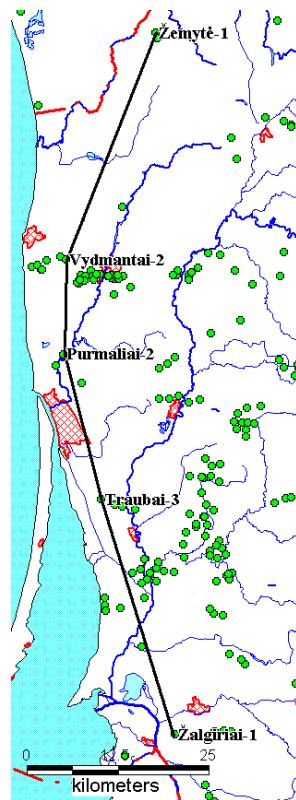 Žemytė-1
Vydmantai-2
Purmaliai-2
Traubai-3
Žalgiriai-1
0 12.5 25
kilometers